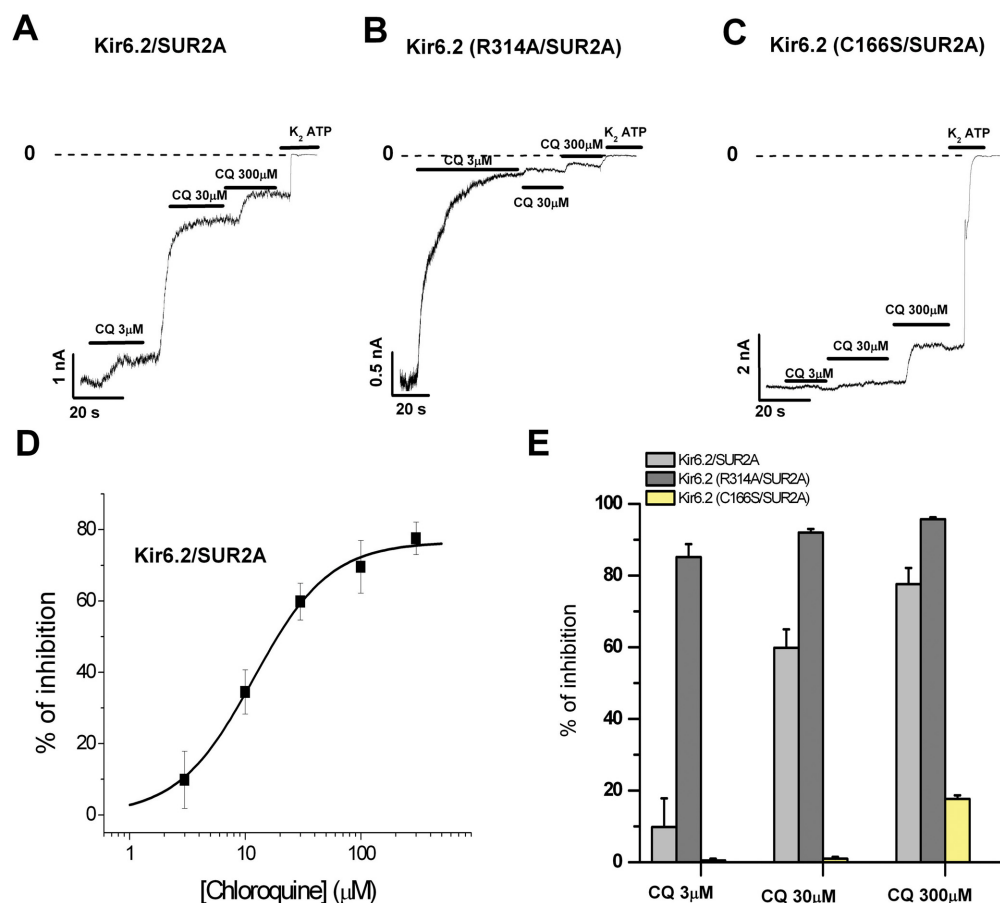 A
Kir6.2/SUR2A
0
K2 ATP
CQ 300µM
CQ 30µM
CQ 3µM
1 nA
20 s
B
Kir6.2 (R314A/SUR2A)
0
K2 ATP
CQ 300µM
CQ 3µM
CQ 30µM
0.5 nA
20 s
C
Kir6.2 (C166S/SUR2A)
0
K2 ATP
CQ 300µM
CQ 30µM
CQ 3µM
2 nA
20 s
D
Kir6.2/SUR2A
% of inhibition
80
60
40
20
0
1
10
100
[Chloroquine] (µM)
E
Kir6.2/SUR2A
Kir6.2 (R314A/SUR2A)
Kir6.2 (C166S/SUR2A)
% of inhibition
100
80
60
40
20
0
CQ 3µM
CQ 30µM
CQ 300µM